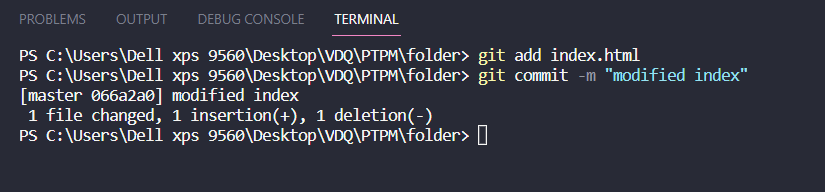 PROBLEMS OUTPUT DEBUG CONSOLE TERMINAL
PS C:\Users\Dell xps 9560\Desktop\VDQ\PTPM\folder> git add index.html
PS C:\Users\Dell xps 9560\Desktop\VDQ\PTPM\folder> git commit -m "modified index"
[master 066a2a0] modified index
 1 file changed, 1 insertion(+), 1 deletion(-)
PS C:\Users\Dell xps 9560\Desktop\VDQ\PTPM\folder>